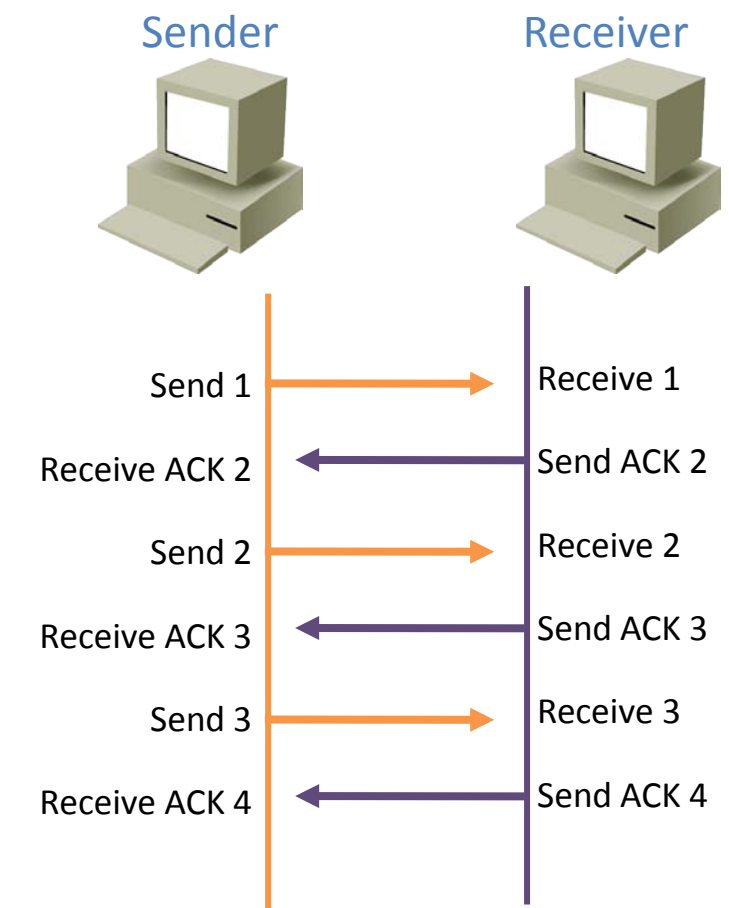 Sender
Receiver
Send 1
Receive 1
Receive ACK 2
Send ACK 2
Send 2
Receive 2
Receive ACK 3
Send ACK 3
Send 3
Receive 3
Receive ACK 4
Send ACK 4